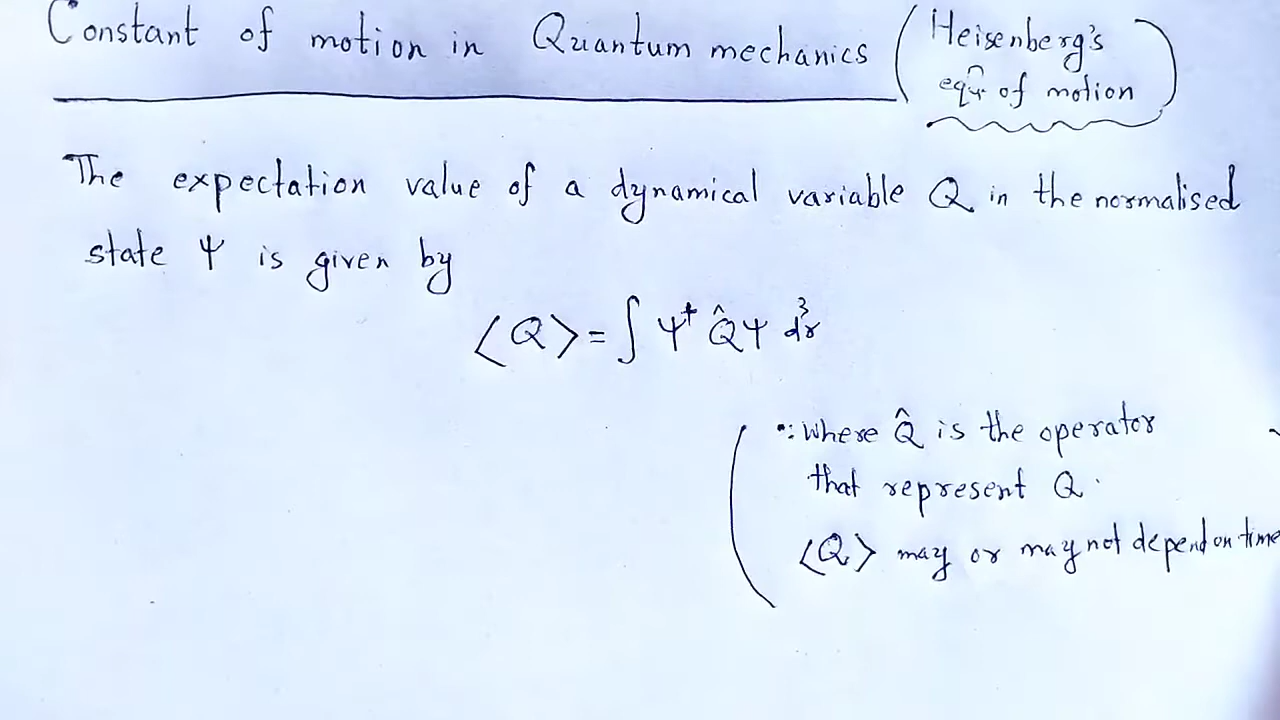 Constant of motion in Quantum mechanics (Heisenberg's
eqn of motion)
The expectation value of a dynamical variable Q in the normalised
state Ψ is given by
⟨Q⟩ = ∫ Ψ† Q̂ Ψ d³r
(∵ where Q̂ is the operator
that represent Q.
⟨Q⟩ may or may not depend on time